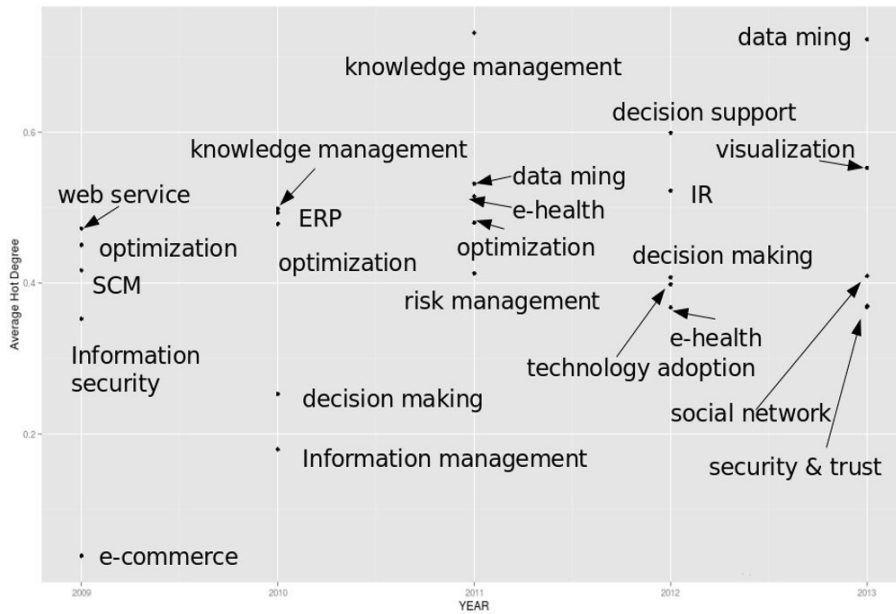 data ming
knowledge management
decision support
0.6
knowledge management
visualization
data ming
web service
IR
e-health
ERP
optimization
optimization
decision making
optimization
SCM
0.4
risk management
e-health
Information
security
technology adoption
decision making
social network
0.2
Information management
security & trust
e-commerce
2009
2010
2011
2012
2013
YEAR
Average Hot Degree